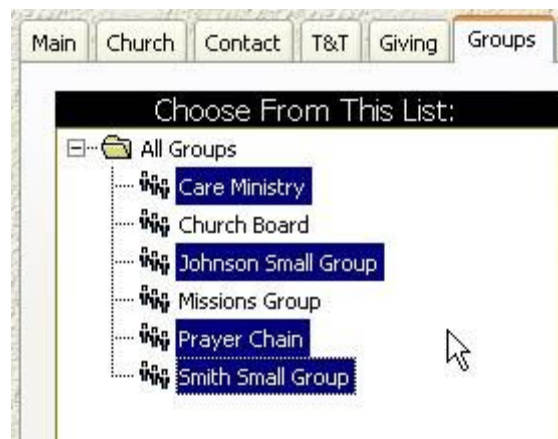 Main Church Contact T&T Giving Groups
Choose From This List:
All Groups
Care Ministry
Church Board
Johnson Small Group
Missions Group
Prayer Chain
Smith Small Group